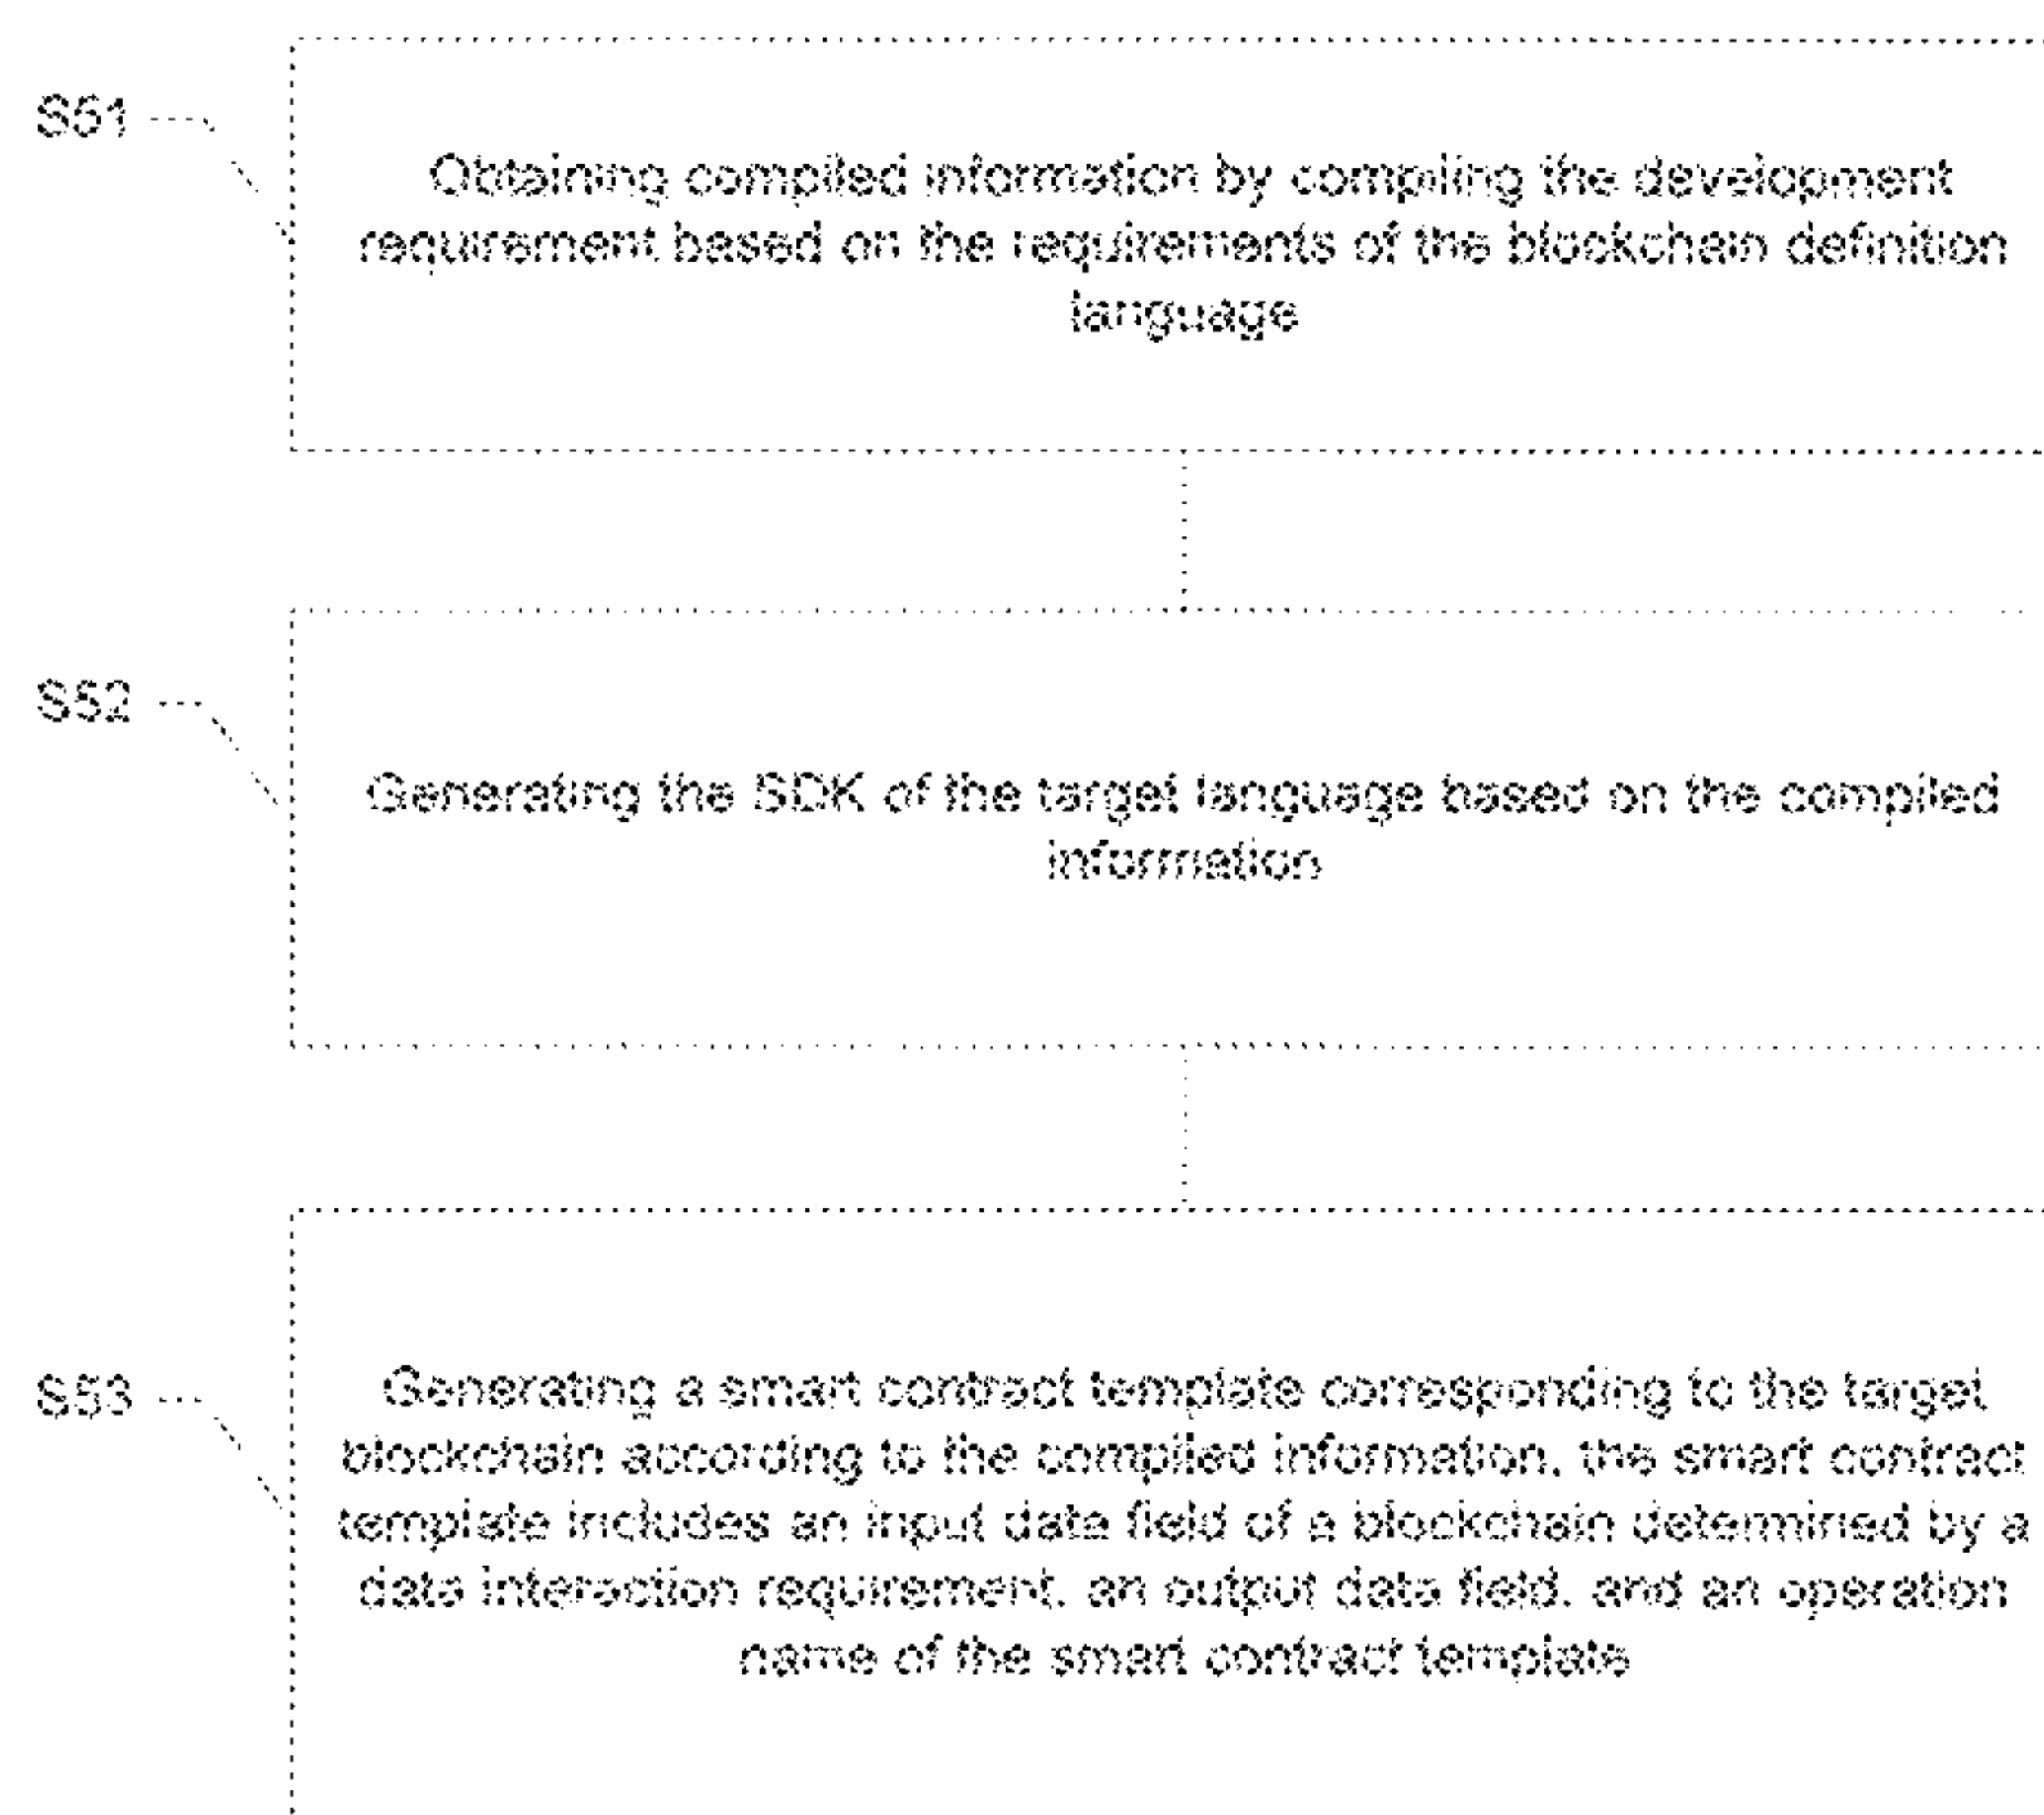 S51
Obtaining compiled information by compiling the development
requirement based on the requirements of the blockchain definition
language
S52
Generating the SDK of the target language based on the compiled
information
S53
Generating a smart contract template corresponding to the target
blockchain according to the compiled information, the smart contract
template includes an input data field of a blockchain determined by a
data interaction requirement, an output data field, and an operation
name of the smart contract template